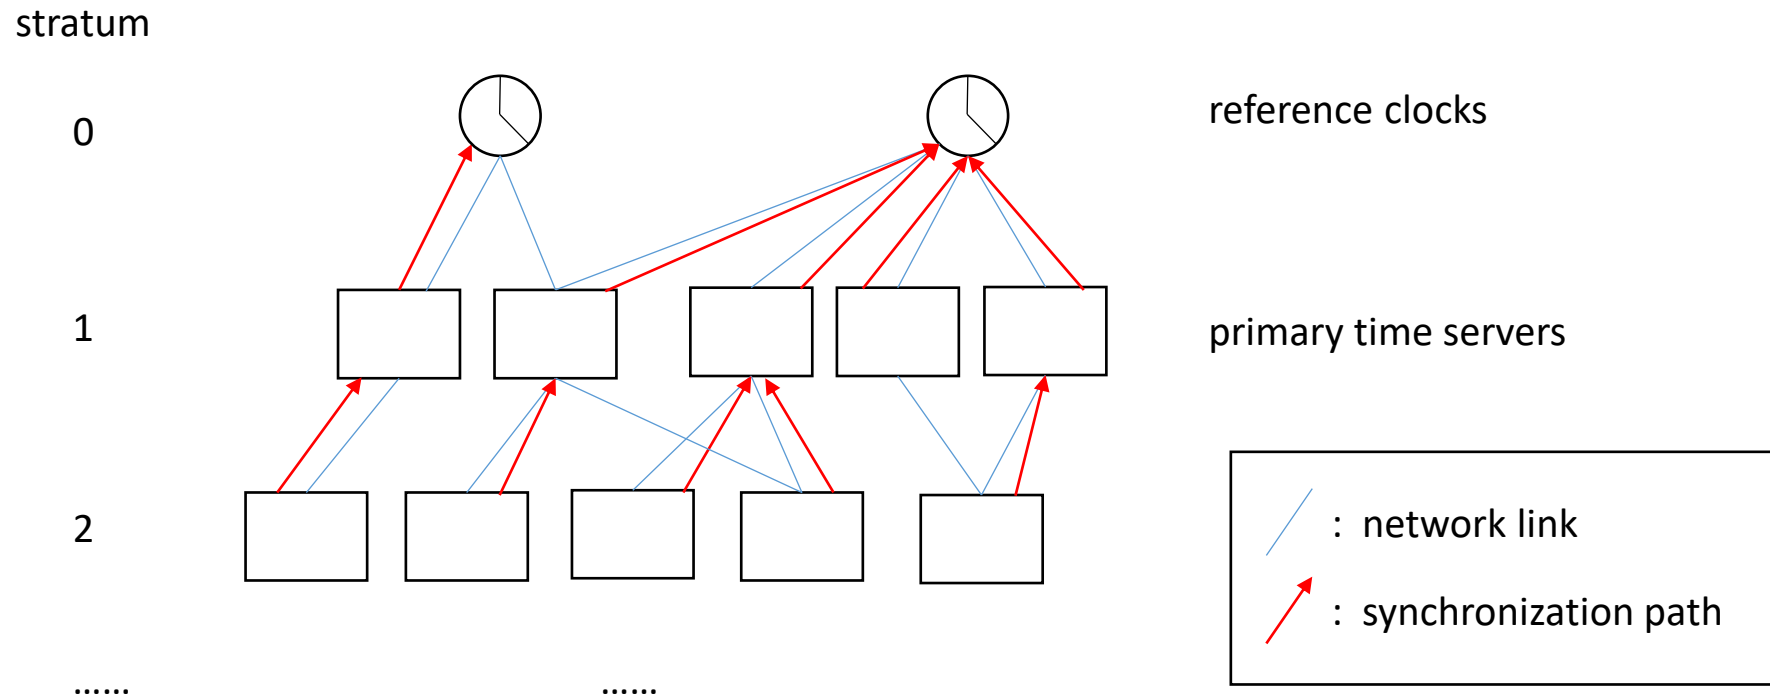 stratum
0
reference clocks
1
primary time servers
2
: network link
: synchronization path
...... ......